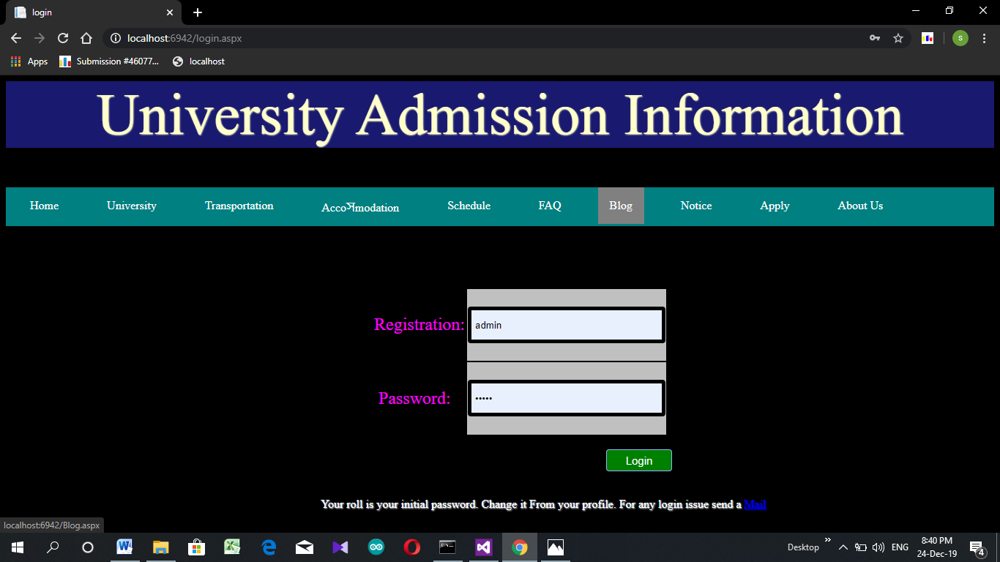 login
localhost:6942/login.aspx
S
Apps
Submission #46077...
localhost
University Admission Information
Home
University
Transportation
Accoস্মmodation
Schedule
FAQ
Blog
Notice
Apply
About Us
Registration:
admin
Password:
•••••
Login
Your roll is your initial password. Change it From your profile. For any login issue send a Mail
localhost:6942/Blog.aspx
Desktop
ENG
8:40 PM
24-Dec-19
4